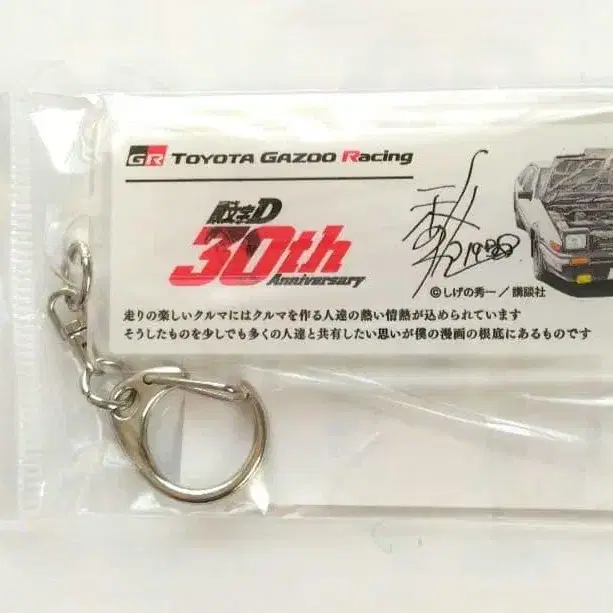 GR TOYOTA GAZOO Racing
頭文字D
30th
Anniversary
©しげの秀一／講談社
走りの楽しいクルマにはクルマを作る人達の熱い情熱が込められています
そうしたものを少しでも多くの人達と共有したい思いが僕の漫画の根底にあるものです